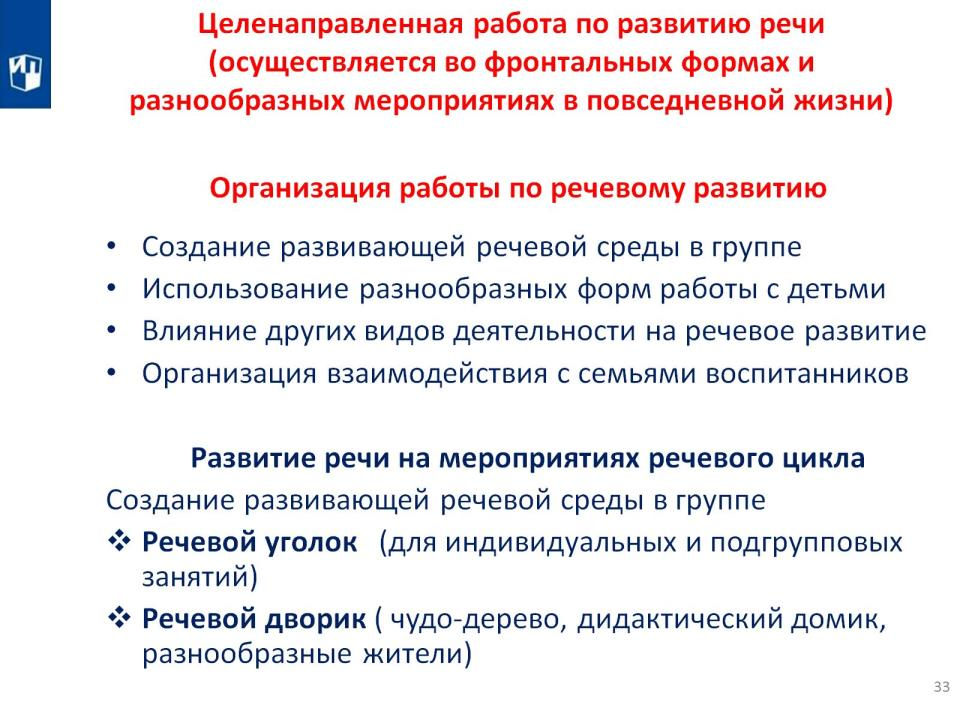 Целенаправленная работа по развитию речи
(осуществляется во фронтальных формах и
разнообразных мероприятиях в повседневной жизни)
Организация работы по речевому развитию
• Создание развивающей речевой среды в группе
• Использование разнообразных форм работы с детьми
• Влияние других видов деятельности на речевое развитие
• Организация взаимодействия с семьями воспитанников
Развитие речи на мероприятиях речевого цикла
Создание развивающей речевой среды в группе
❖ Речевой уголок (для индивидуальных и подгрупповых
занятий)
❖ Речевой дворик ( чудо-дерево, дидактический домик,
разнообразные жители)
33